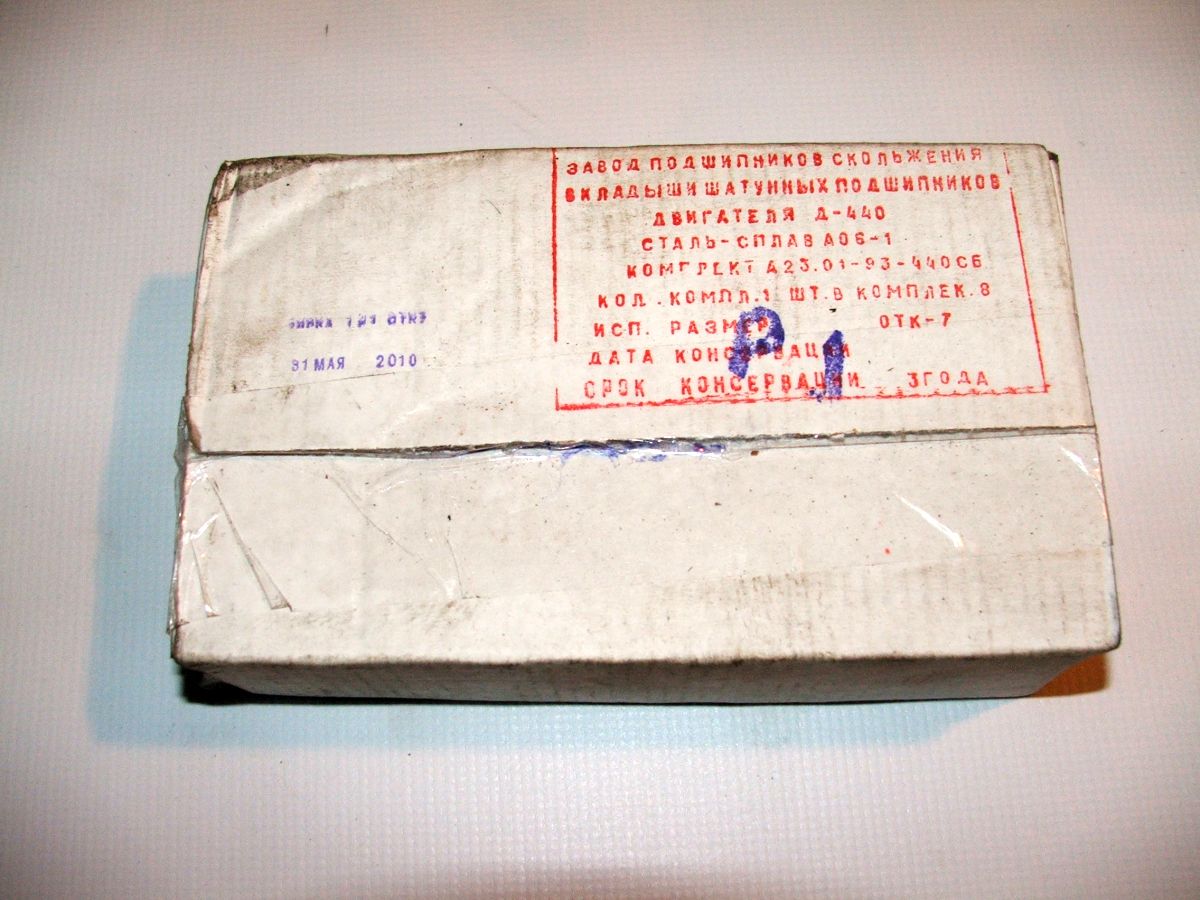 ЗАВОД ПОДШИПНИКОВ СКОЛЬЖЕНИЯ
ВКЛАДЫШИ ШАТУННЫХ ПОДШИПНИКОВ
ДВИГАТЕЛЯ Д-440
СТАЛЬ-СПЛАВ А06-1
КОМПЛЕКТ А23.01-93-440СБ
КОЛ. КОМПЛ.1 ШТ.В КОМПЛЕК.8
ИСП. РАЗМЕР ОТК-7
Р1
ДАТА КОНСЕРВАЦИИ
СРОК КОНСЕРВАЦИИ 3ГОДА
31 МАЯ 2010